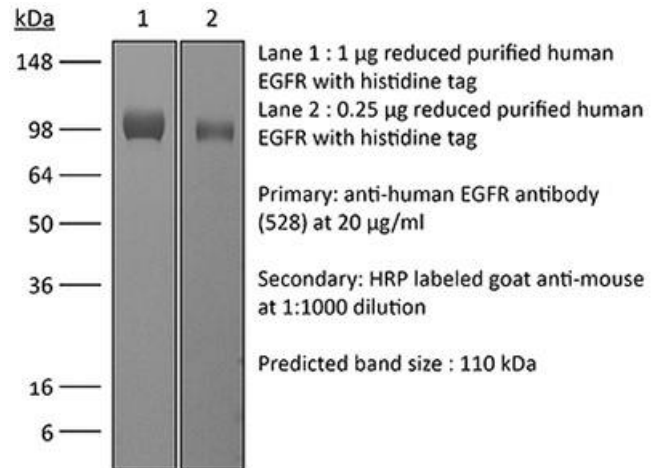 kDa
1 2
148
98
64
50
36
16
6
Lane 1 : 1 µg reduced purified human
EGFR with histidine tag
Lane 2 : 0.25 µg reduced purified human
EGFR with histidine tag
Primary: anti-human EGFR antibody
(528) at 20 µg/ml
Secondary: HRP labeled goat anti-mouse
at 1:1000 dilution
Predicted band size : 110 kDa